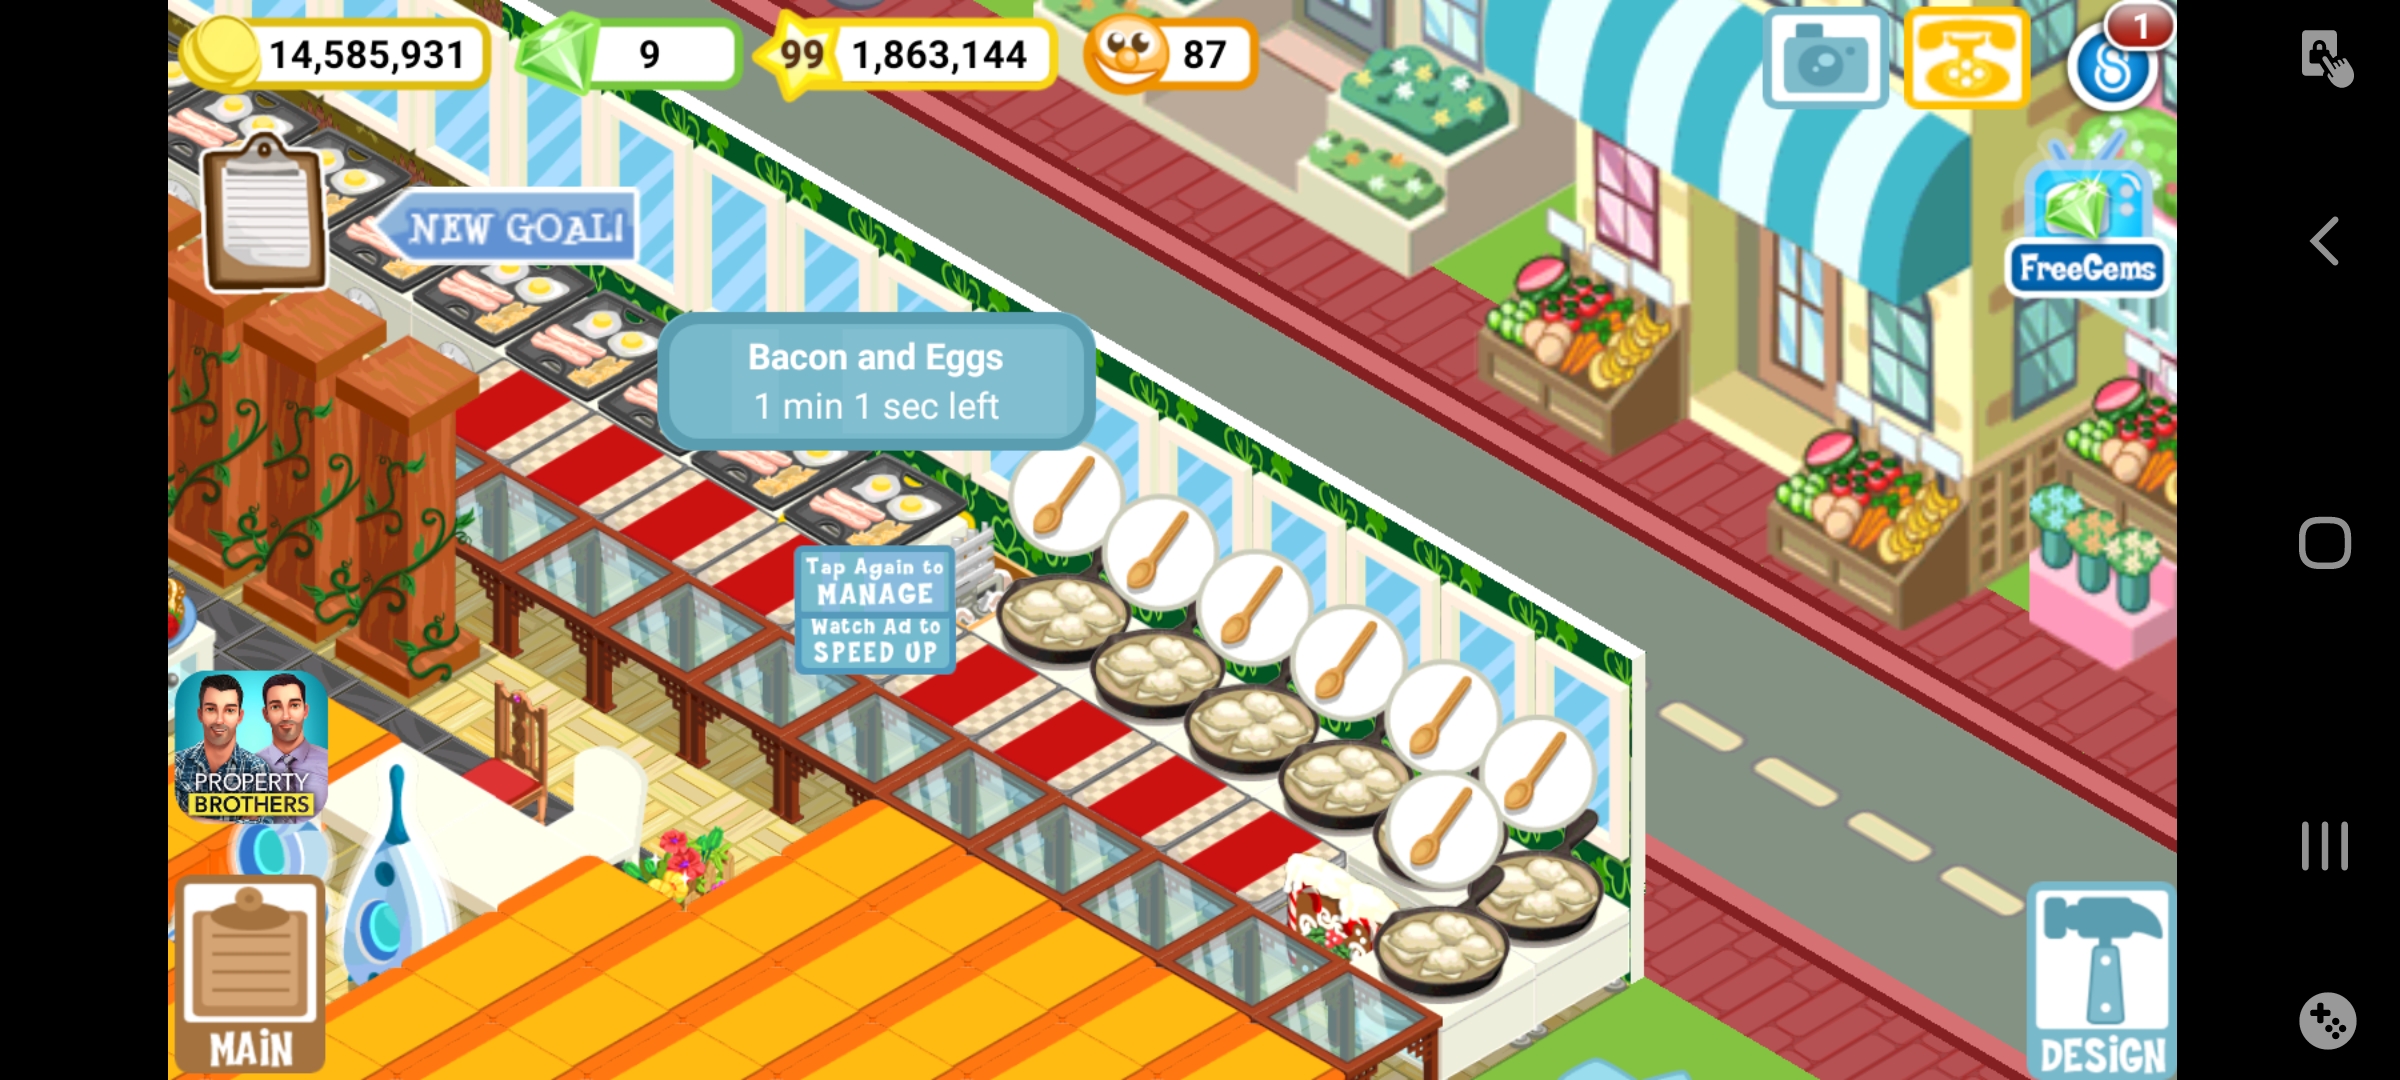 14,585,931
9
99
1,863,144
87
1
NEW GOAL!
FreeGems
Bacon and Eggs
1 min 1 sec left
Tap Again to
MANAGE
Watch Ad to
SPEED UP
PROPERTY
BROTHERS
MAIN
DESIGN